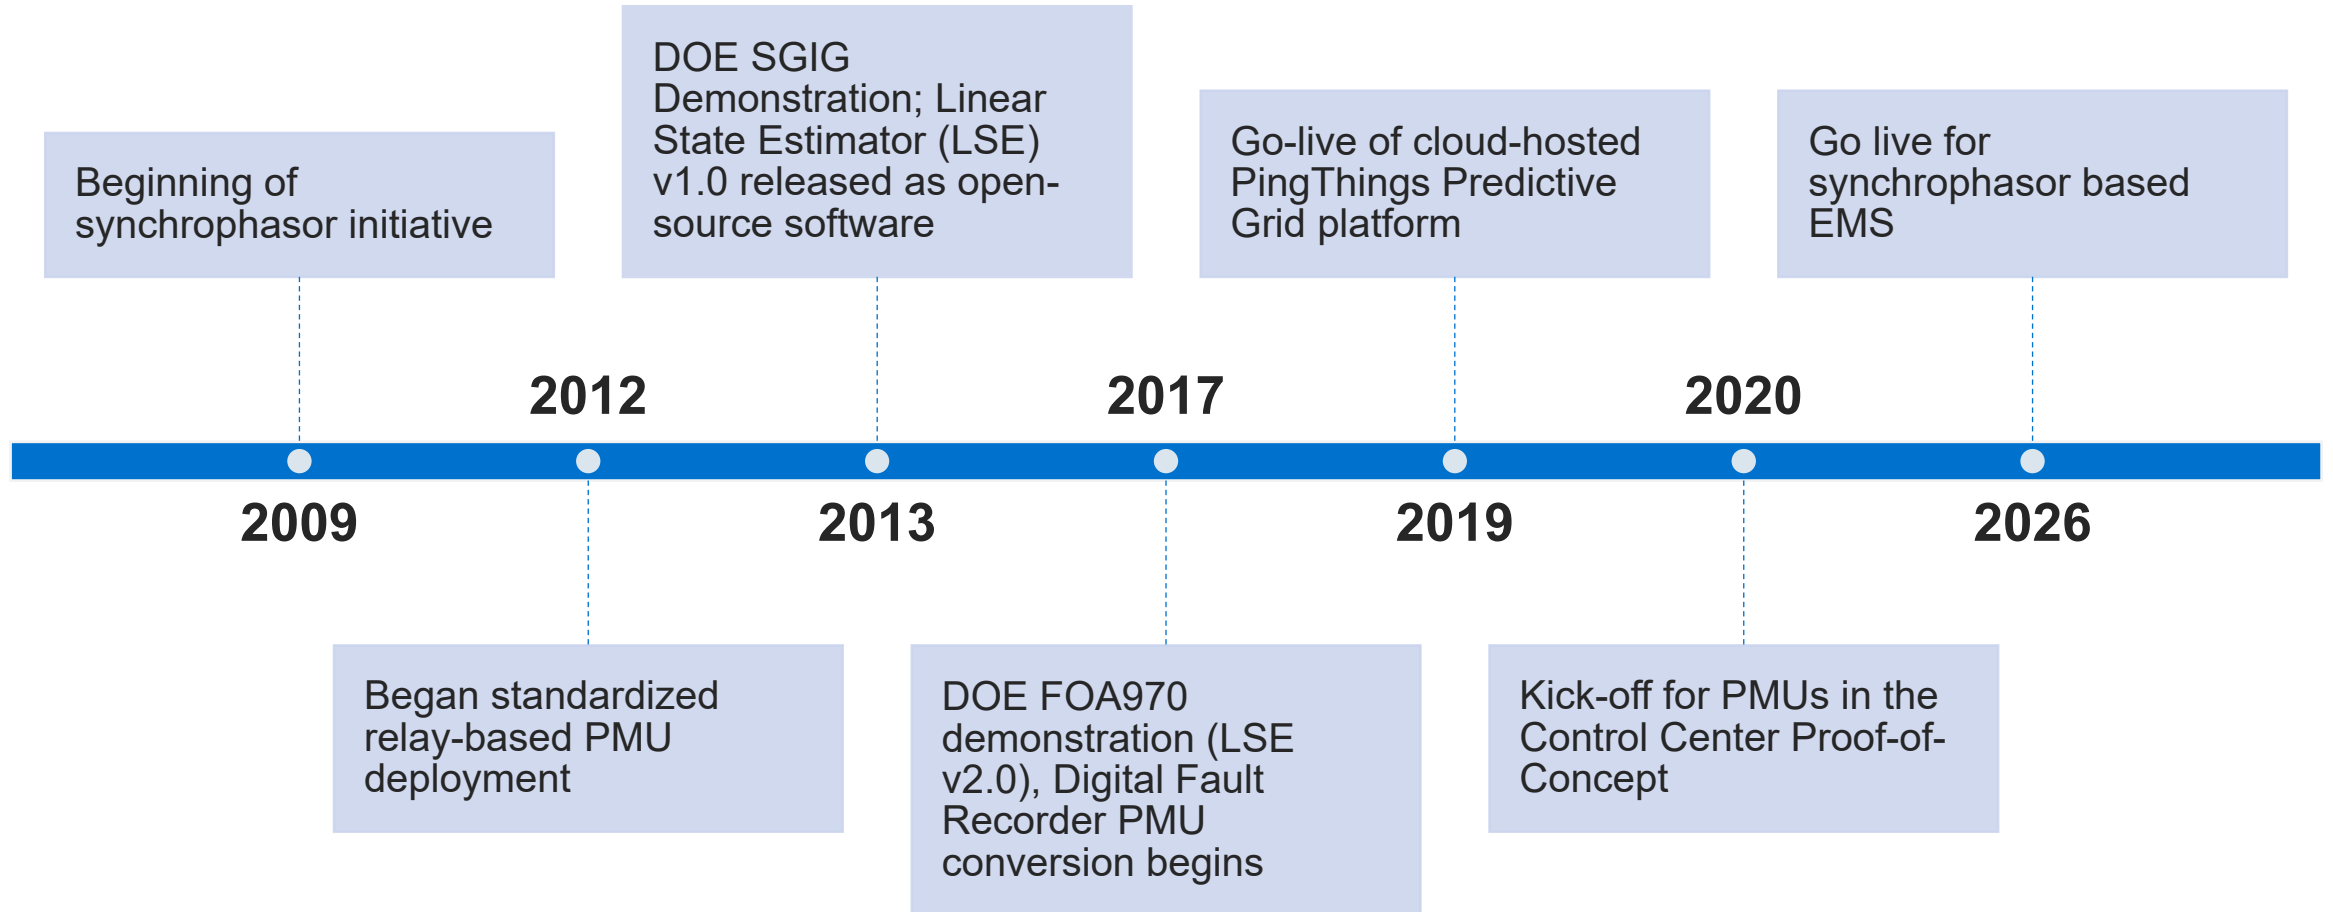 Beginning of
synchrophasor initiative
DOE SGIG
Demonstration; Linear
State Estimator (LSE)
v1.0 released as open-
source software
Go-live of cloud-hosted
PingThings Predictive
Grid platform
Go live for
synchrophasor based
EMS
2012
2017
2020
2009
2013
2019
2026
Began standardized
relay-based PMU
deployment
DOE FOA970
demonstration (LSE
v2.0), Digital Fault
Recorder PMU
conversion begins
Kick-off for PMUs in the
Control Center Proof-of-
Concept